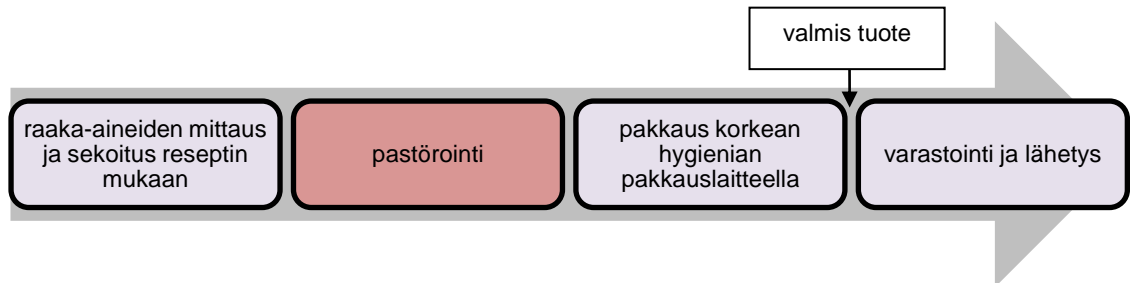 valmis tuote
raaka-aineiden mittaus
ja sekoitus reseptin
mukaan
pastörointi
pakkaus korkean
hygienian
pakkauslaitteella
varastointi ja lähetys